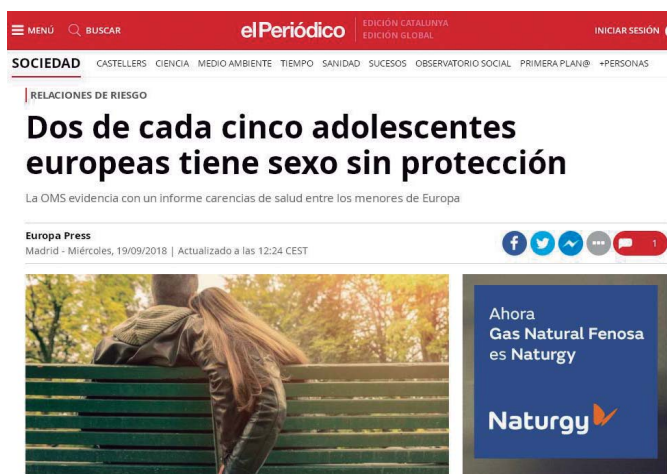 MENÚ BUSCAR elPeriódico EDICIÓN CATALUNYA INICIAR SESIÓN
EDICIÓN GLOBAL
SOCIEDAD CASTELLERS CIENCIA MEDIO AMBIENTE TIEMPO SANIDAD SUCESOS OBSERVATORIO SOCIAL PRIMERA PLAN@ +PERSONAS
RELACIONES DE RIESGO
Dos de cada cinco adolescentes
europeas tiene sexo sin protección
La OMS evidencia con un informe carencias de salud entre los menores de Europa
Europa Press
Madrid - Miércoles, 19/09/2018 | Actualizado a las 12:24 CEST
1
Ahora
Gas Natural Fenosa
es Naturgy
Naturgy